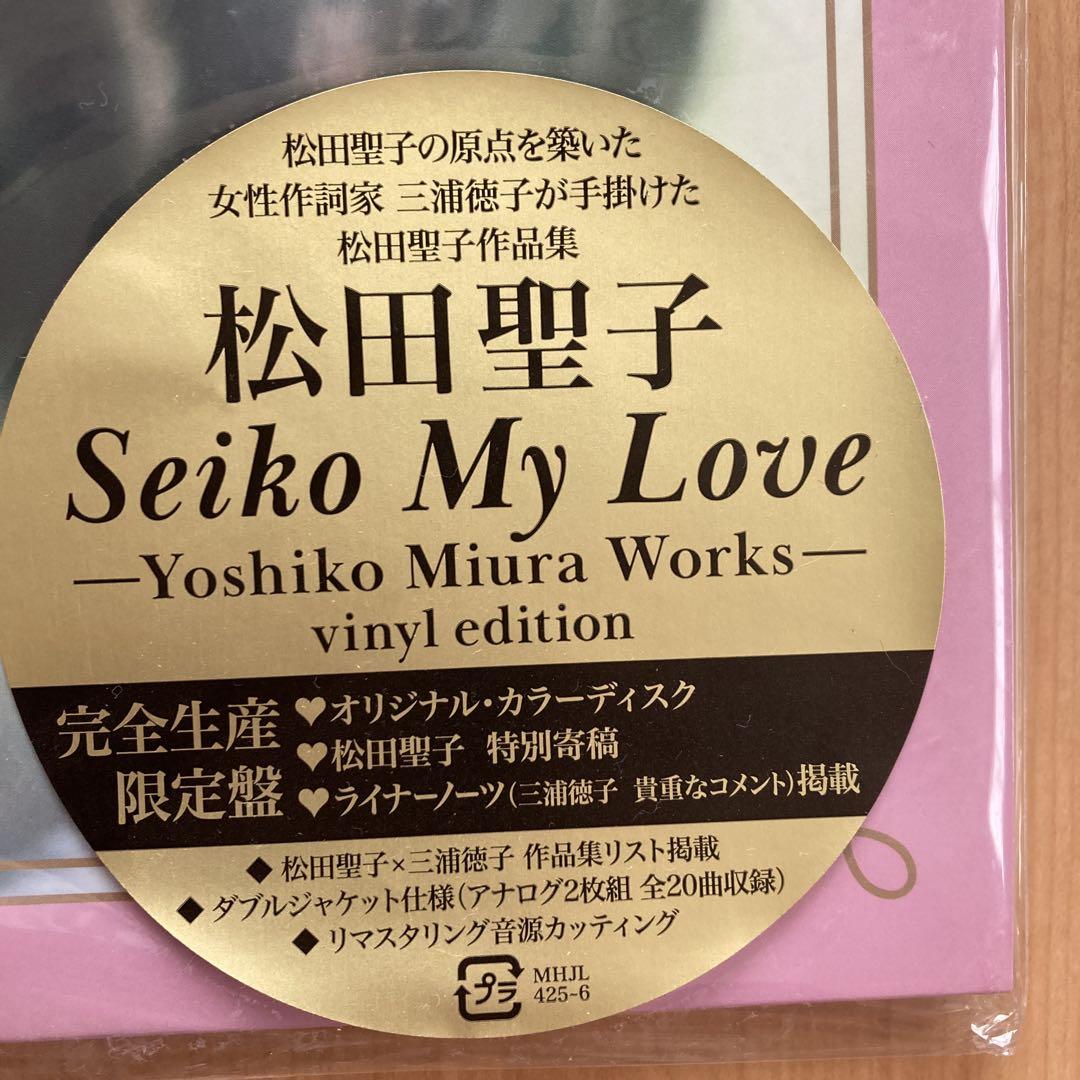 松田聖子の原点を築いた
女性作詞家 三浦徳子が手掛けた
松田聖子作品集
松田聖子
Seiko My Love
—Yoshiko Miura Works—
vinyl edition
完全生産
限定盤
♥オリジナル・カラーディスク
♥松田聖子 特別寄稿
♥ライナーノーツ(三浦徳子 貴重なコメント)掲載
◆ 松田聖子×三浦徳子 作品集リスト掲載
◆ ダブルジャケット仕様(アナログ2枚組 全20曲収録)
◆ リマスタリング音源カッティング
プラ
MHJL
425~6